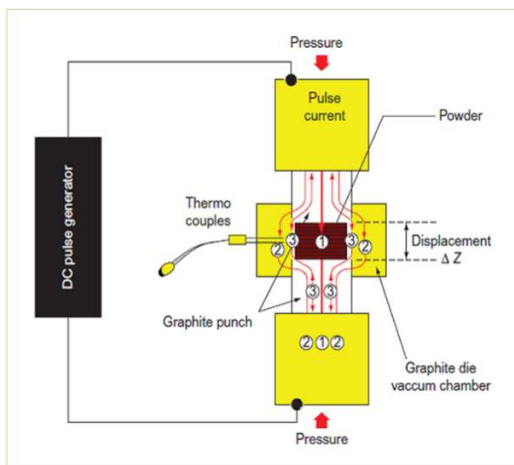 Pressure
Pulse
current
Powder
DC pulse generator
Thermo
couples
3
1
3
2
2
Displacement
Δ Z
3
3
Graphite punch
2 1 2
Graphite die
vaccum chamber
Pressure